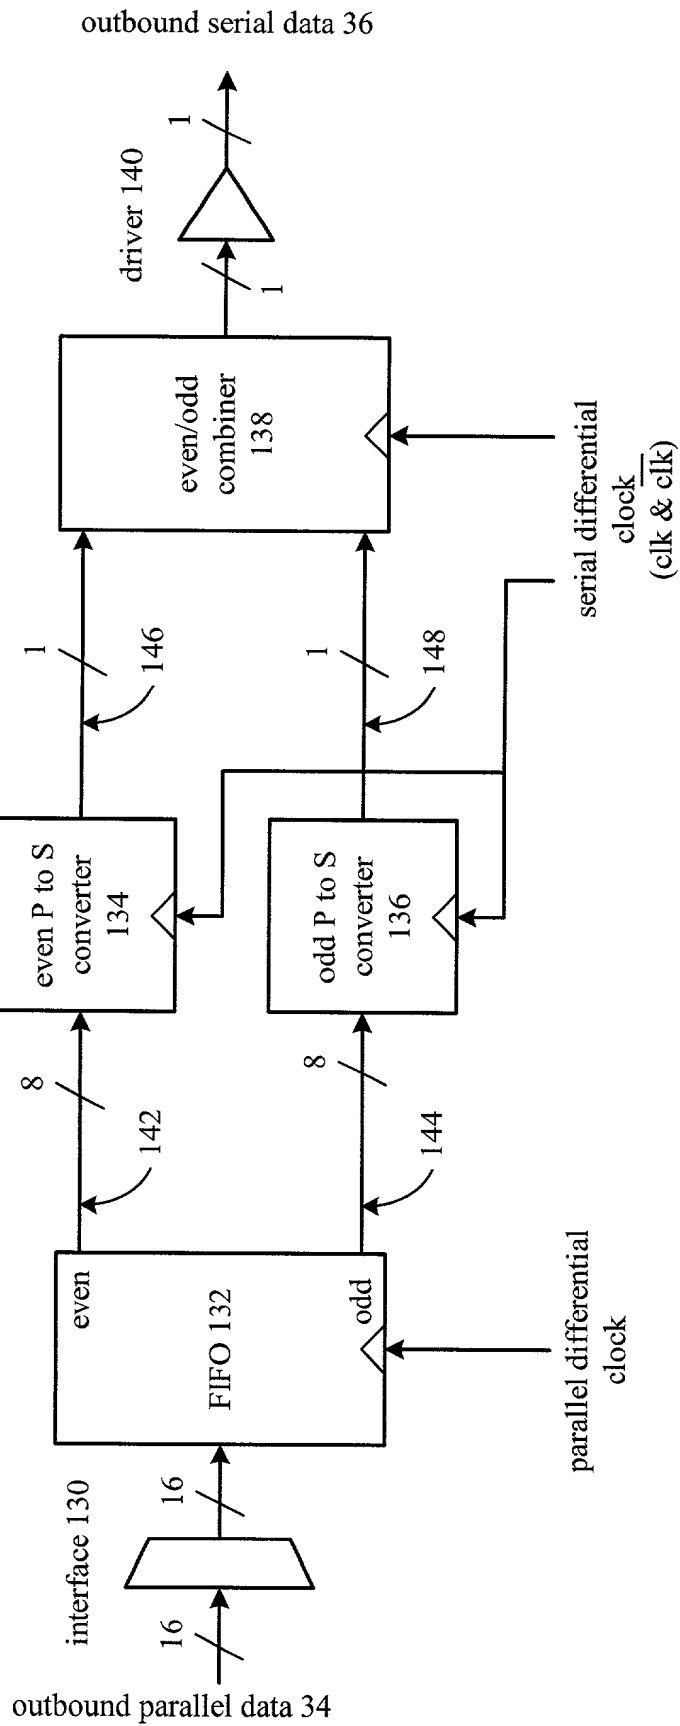 outbound serial data 36
1
driver 140
1
even/odd
combiner
138
serial differential
clock
(clk & clk)
1
146
1
148
even P to S
converter
134
odd P to S
converter
136
8
142
8
144
even
FIFO 132
odd
parallel differential
clock
interface 130
16
16
outbound parallel data 34